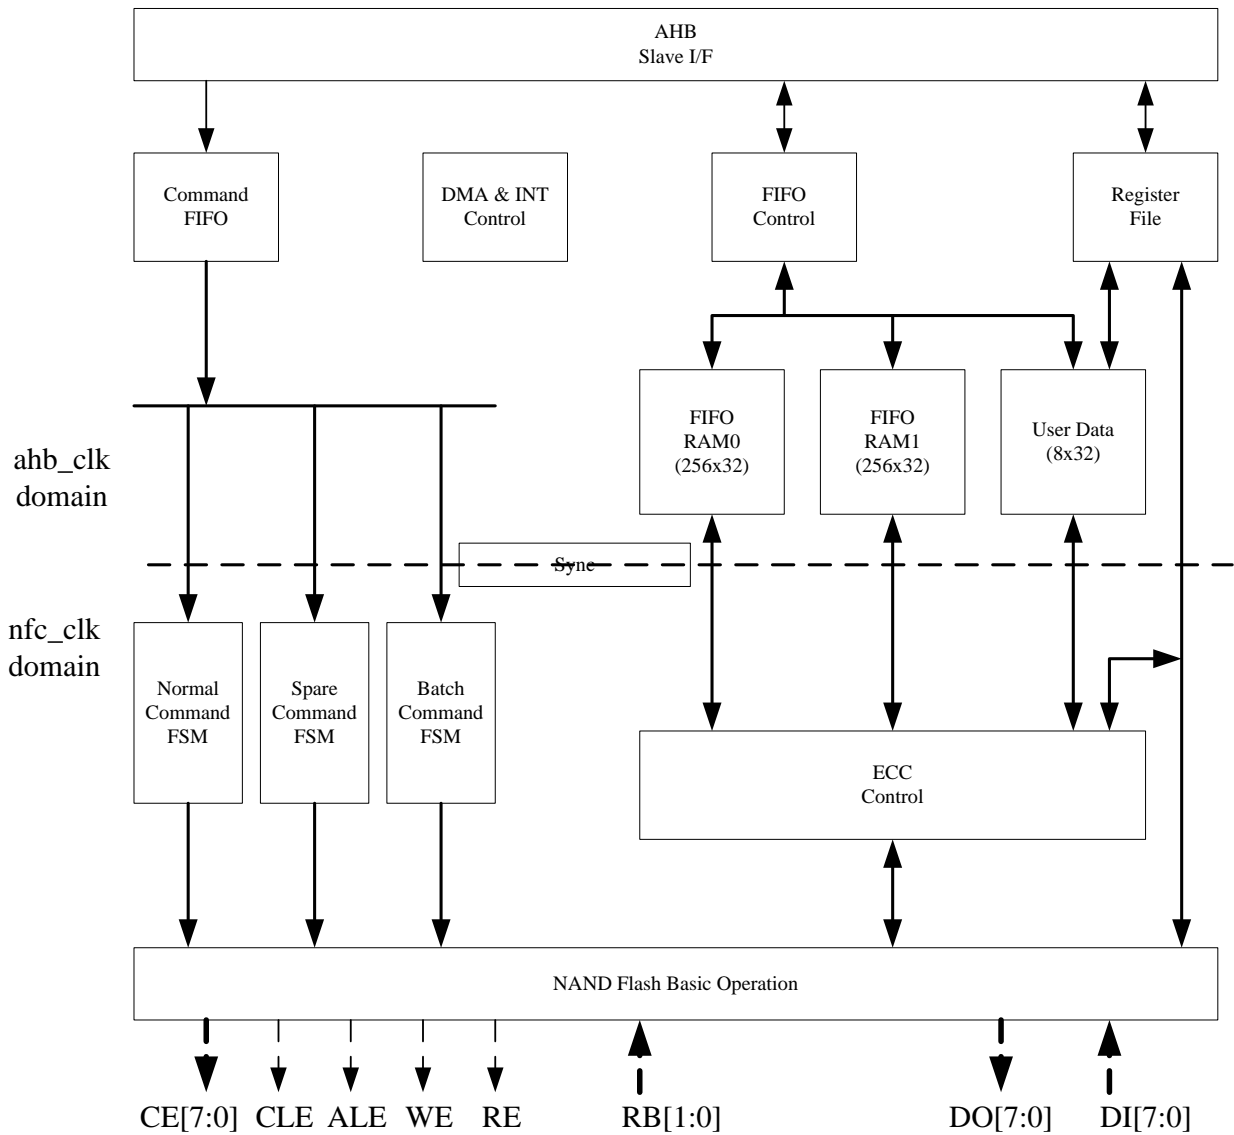 AHB
Slave I/F
Command
FIFO
DMA & INT
Control
FIFO
Control
Register
File
FIFO
RAM0
(256x32)
FIFO
RAM1
(256x32)
User Data
(8x32)
ahb_clk
domain
Sync
nfc_clk
domain
Normal
Command
FSM
Spare
Command
FSM
Batch
Command
FSM
ECC
Control
NAND Flash Basic Operation
CE[7:0] CLE ALE WE RE RB[1:0] DO[7:0] DI[7:0]